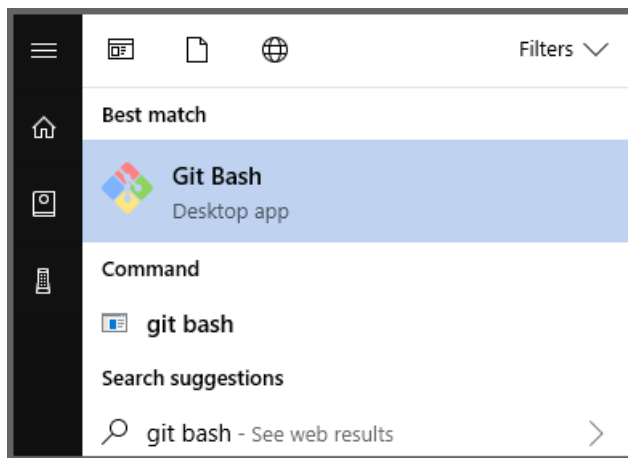 Filters
Best match
Git Bash
Desktop app
Command
git bash
Search suggestions
git bash - See web results